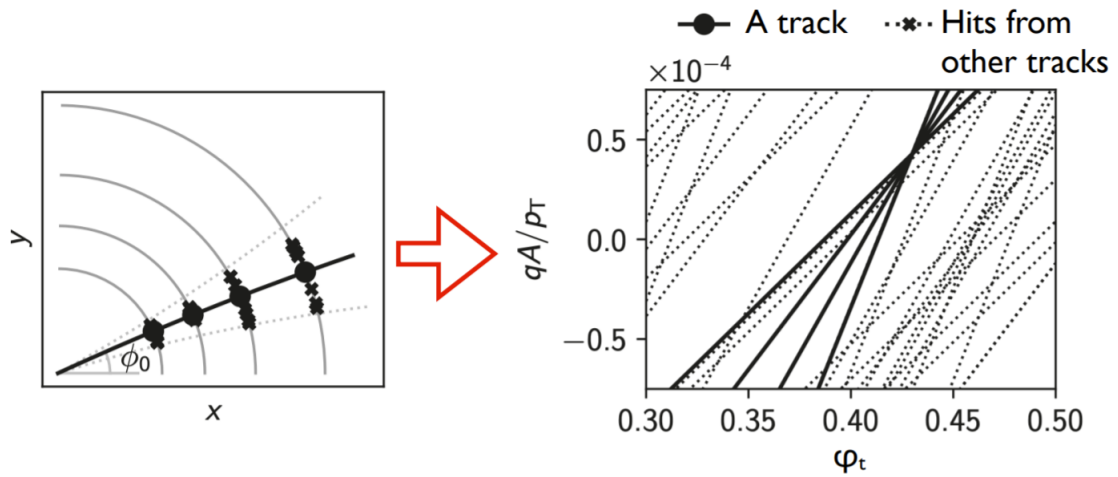 A track
Hits from
other tracks
×10⁻⁴
y
ϕ₀
x
qA/p_T
0.5
0.0
−0.5
0.30
0.35
0.40
0.45
0.50
φₜ